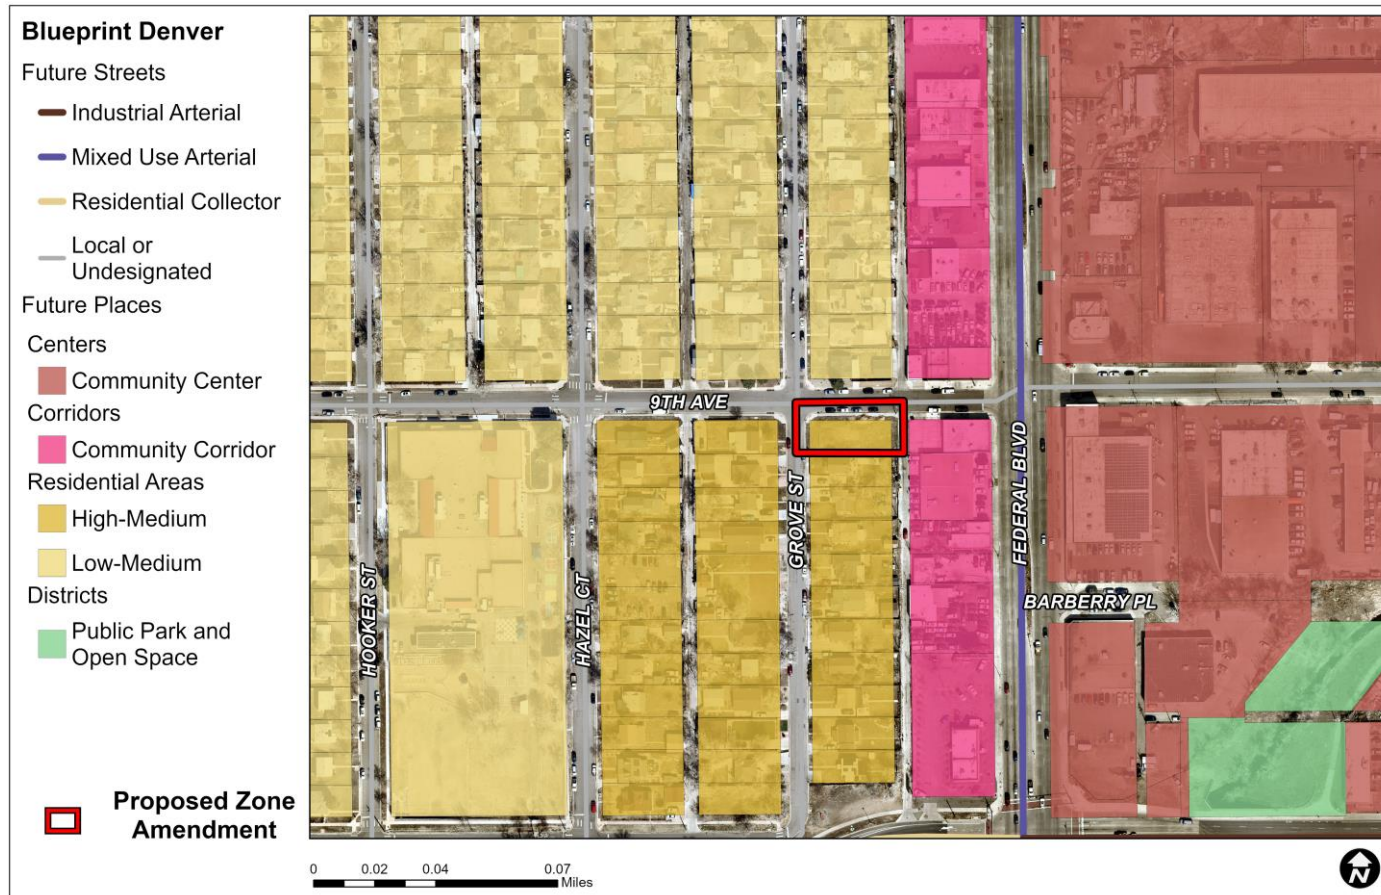 Blueprint Denver
Future Streets
Industrial Arterial
Mixed Use Arterial
Residential Collector
Local or
Undesignated
Future Places
Centers
Community Center
Corridors
Community Corridor
Residential Areas
High-Medium
Low-Medium
Districts
Public Park and
Open Space
Proposed Zone
Amendment
9TH AVE
HOOKER ST
HAZEL CT
GROVE ST
FEDERAL BLVD
BARBERRY PL
0 0.02 0.04 0.07
Miles
N